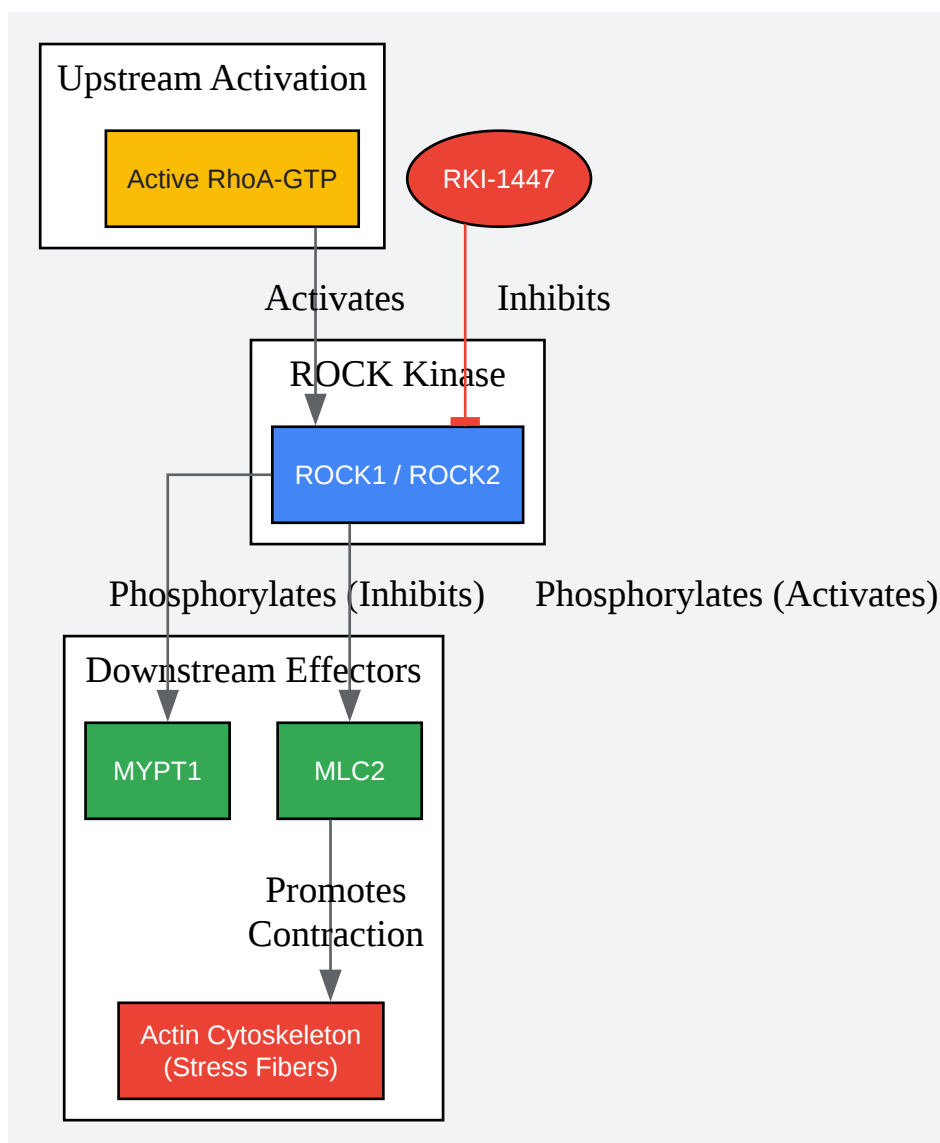 Upstream Activation
Active RhoA-GTP
RKI-1447
Activates
Inhibits
ROCK Kinase
ROCK1 / ROCK2
Phosphorylates (Inhibits)
Phosphorylates (Activates)
Downstream Effectors
MYPT1
MLC2
Promotes
Contraction
Actin Cytoskeleton
(Stress Fibers)